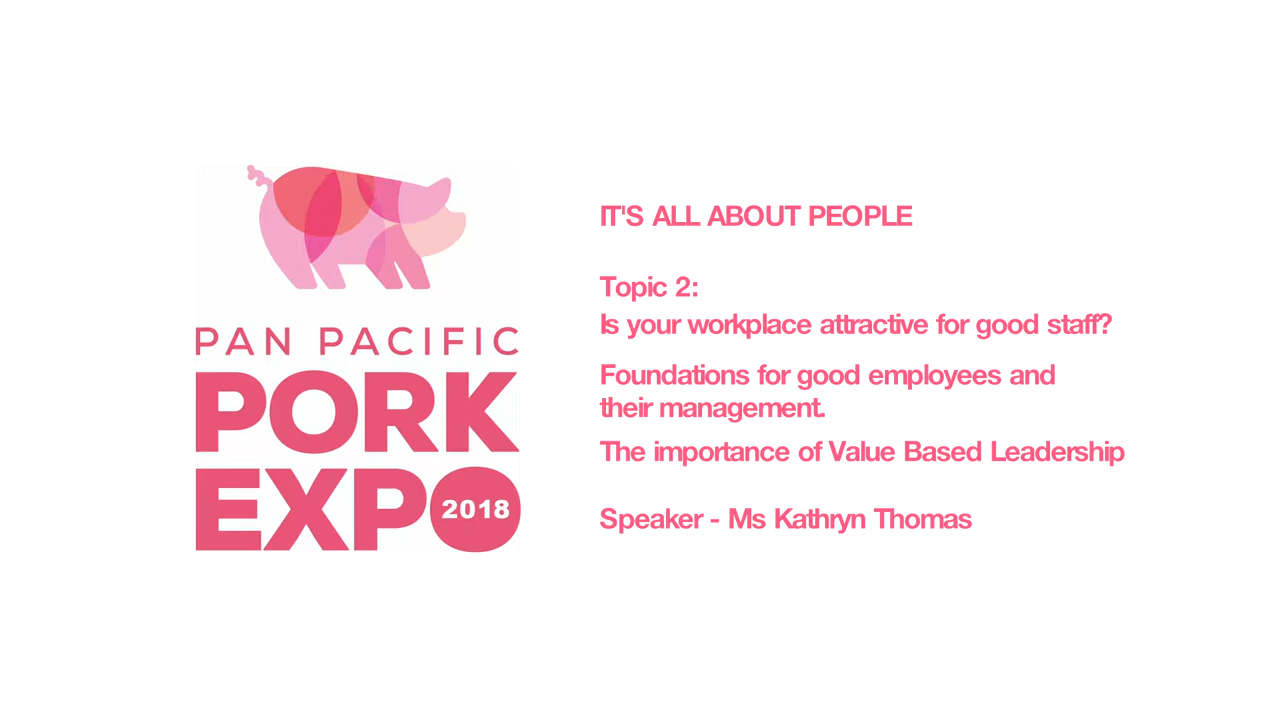 PAN PACIFIC
PORK
EXPO
2018
IT'S ALL ABOUT PEOPLE
Topic 2:
Is your workplace attractive for good staff?
Foundations for good employees and
their management.
The importance of Value Based Leadership
Speaker - Ms Kathryn Thomas